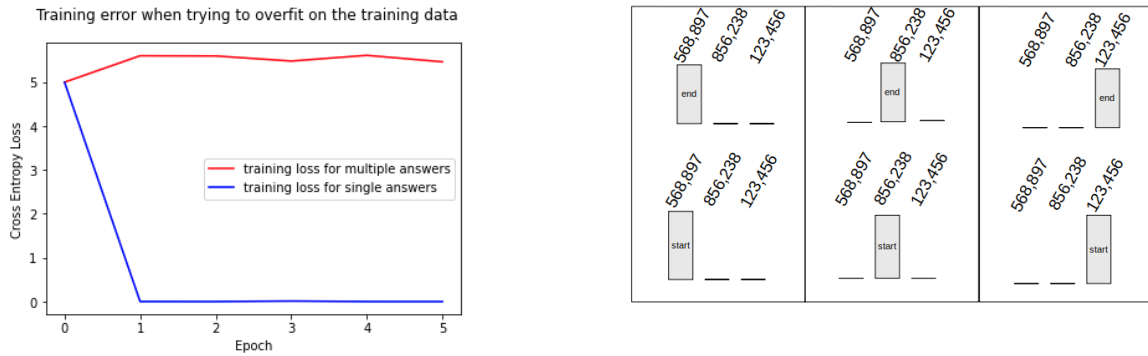 Training error when trying to overfit on the training data
Cross Entropy Loss
5
4
3
2
1
0
training loss for multiple answers
training loss for single answers
0 1 2 3 4 5
Epoch
568,897 856,238 123,456
end
568,897 856,238 123,456
start
568,897 856,238 123,456
end
568,897 856,238 123,456
start
568,897 856,238 123,456
end
568,897 856,238 123,456
start